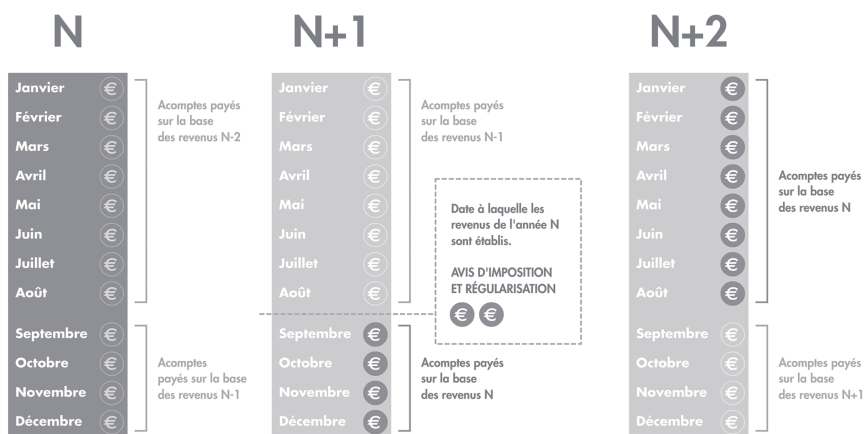 N
Janvier €
Février €
Mars €
Avril €
Mai €
Juin €
Juillet €
Août €
Septembre €
Octobre €
Novembre €
Décembre €
Acomptes payés
sur la base
des revenus N-2
Acomptes
payés sur la base
des revenus N-1
N+1
Janvier €
Février €
Mars €
Avril €
Mai €
Juin €
Juillet €
Août €
Septembre €
Octobre €
Novembre €
Décembre €
Acomptes payés
sur la base
des revenus N-1
Date à laquelle les
revenus de l'année N
sont établis.
AVIS D'IMPOSITION
ET RÉGULARISATION
€ €
Acomptes payés
sur la base
des revenus N
N+2
Janvier €
Février €
Mars €
Avril €
Mai €
Juin €
Juillet €
Août €
Septembre €
Octobre €
Novembre €
Décembre €
Acomptes payés
sur la base
des revenus N
Acomptes payés
sur la base
des revenus N+1